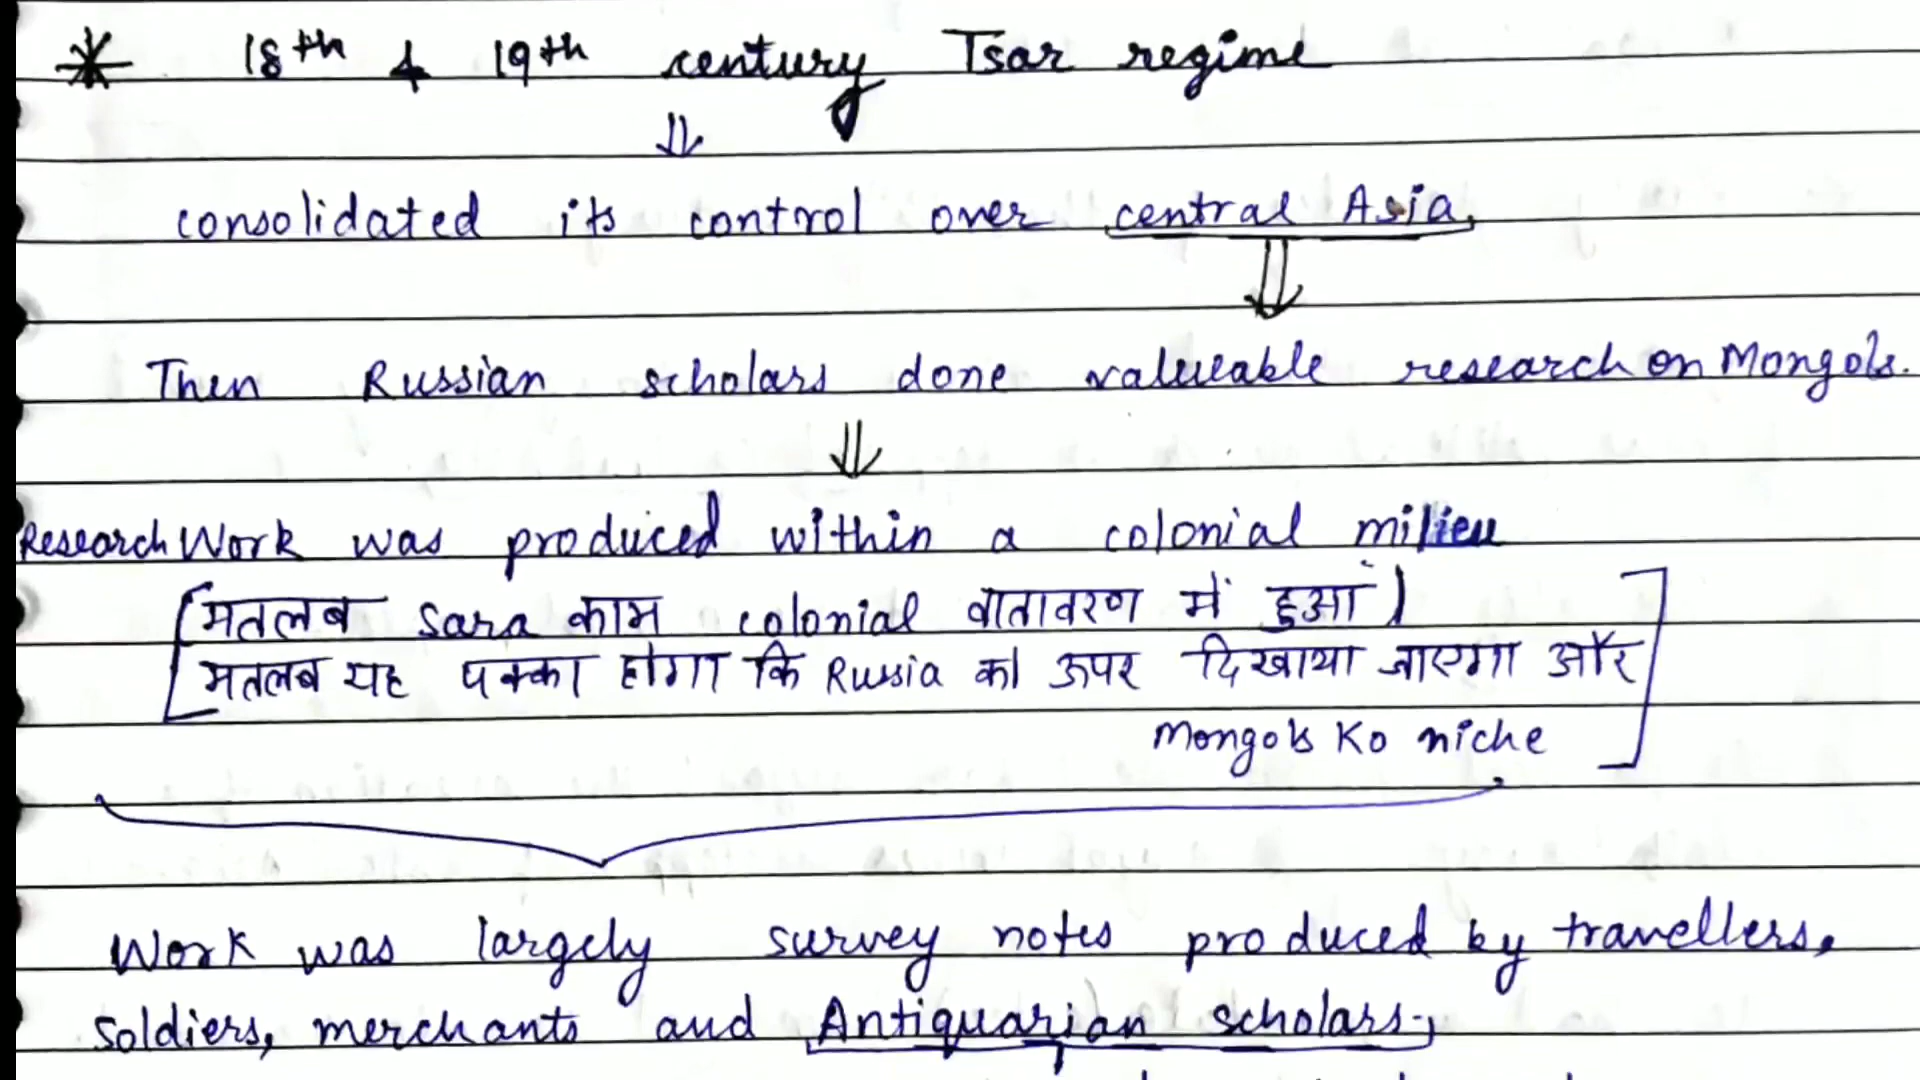 * 18th & 19th century Tsar regime
⇓
consolidated its control over central Asia,
⇓
Then Russian scholars done valueable research on Mongols.
⇓
Research Work was produced within a colonial milieu
[मतलब sara काम colonial वातावरण में हुआ)
मतलब यह पक्का होगा कि Russia को ऊपर दिखाया जाएगा और
Mongols Ko niche]
Work was largely survey notes produced by travellers,
soldiers, merchants and Antiquarian scholars,